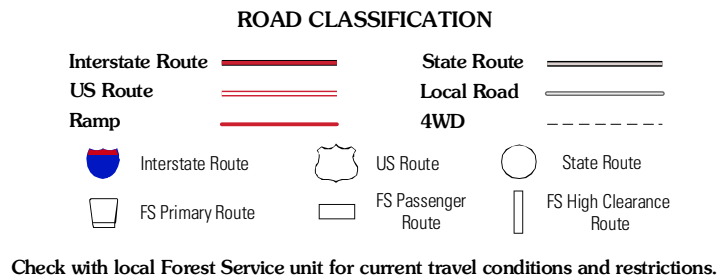 ROAD CLASSIFICATION
Interstate Route
State Route
US Route
Local Road
Ramp
4WD
Interstate Route
US Route
State Route
FS Primary Route
FS Passenger
Route
FS High Clearance
Route
Check with local Forest Service unit for current travel conditions and restrictions.